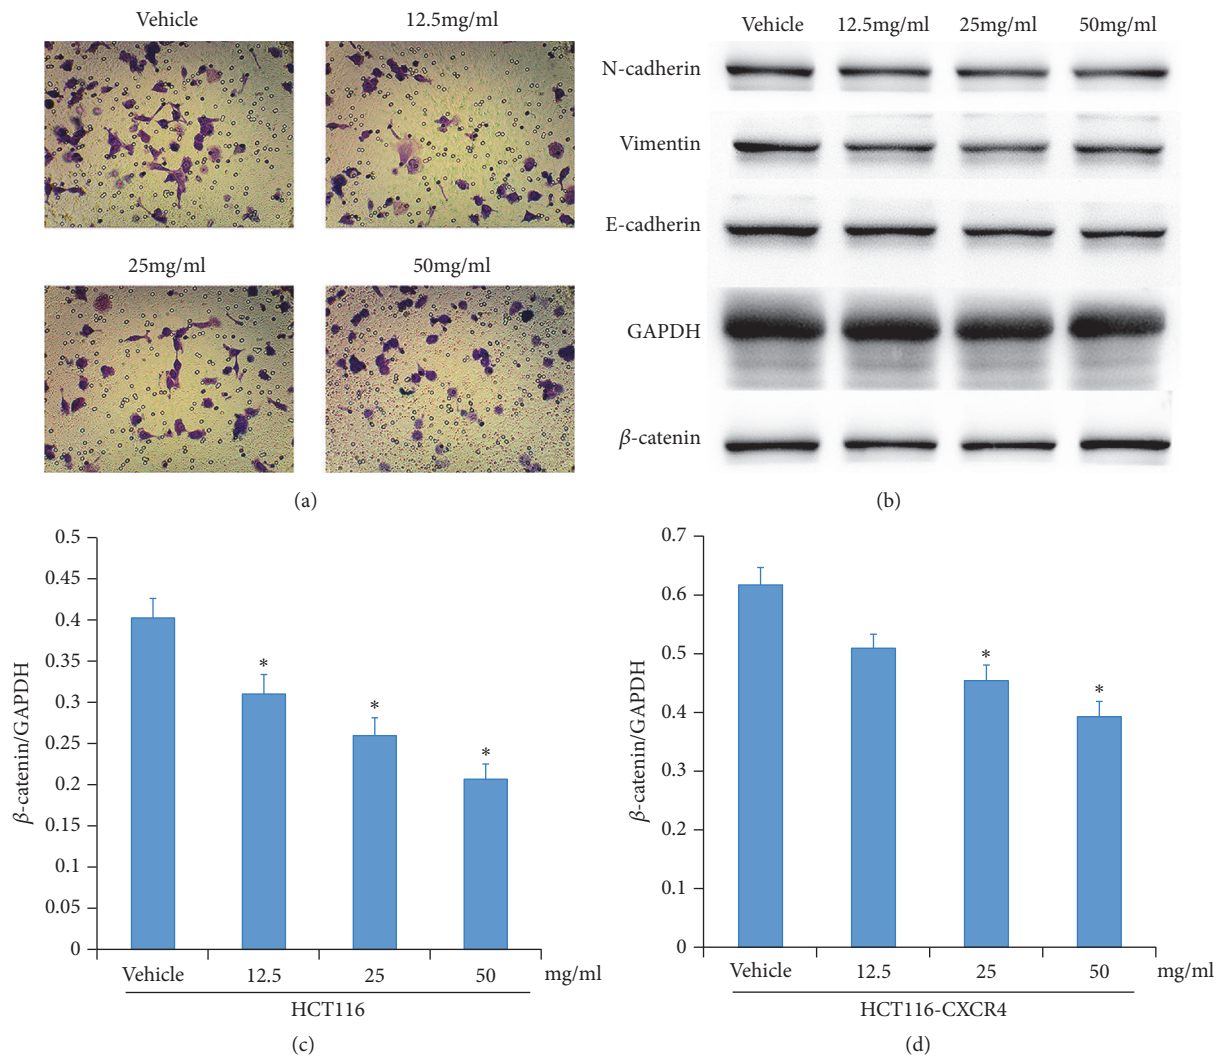 Vehicle 12.5mg/ml
25mg/ml 50mg/ml
(a)
Vehicle 12.5mg/ml 25mg/ml 50mg/ml
N-cadherin
Vimentin
E-cadherin
GAPDH
β-catenin
(b)
0.5
0.45
0.4
0.35
0.3
0.25
0.2
0.15
0.1
0.05
0
β-catenin/GAPDH
*
*
*
Vehicle 12.5 25 50 mg/ml
HCT116
(c)
0.7
0.6
0.5
0.4
0.3
0.2
0.1
0
β-catenin/GAPDH
*
*
Vehicle 12.5 25 50 mg/ml
HCT116-CXCR4
(d)